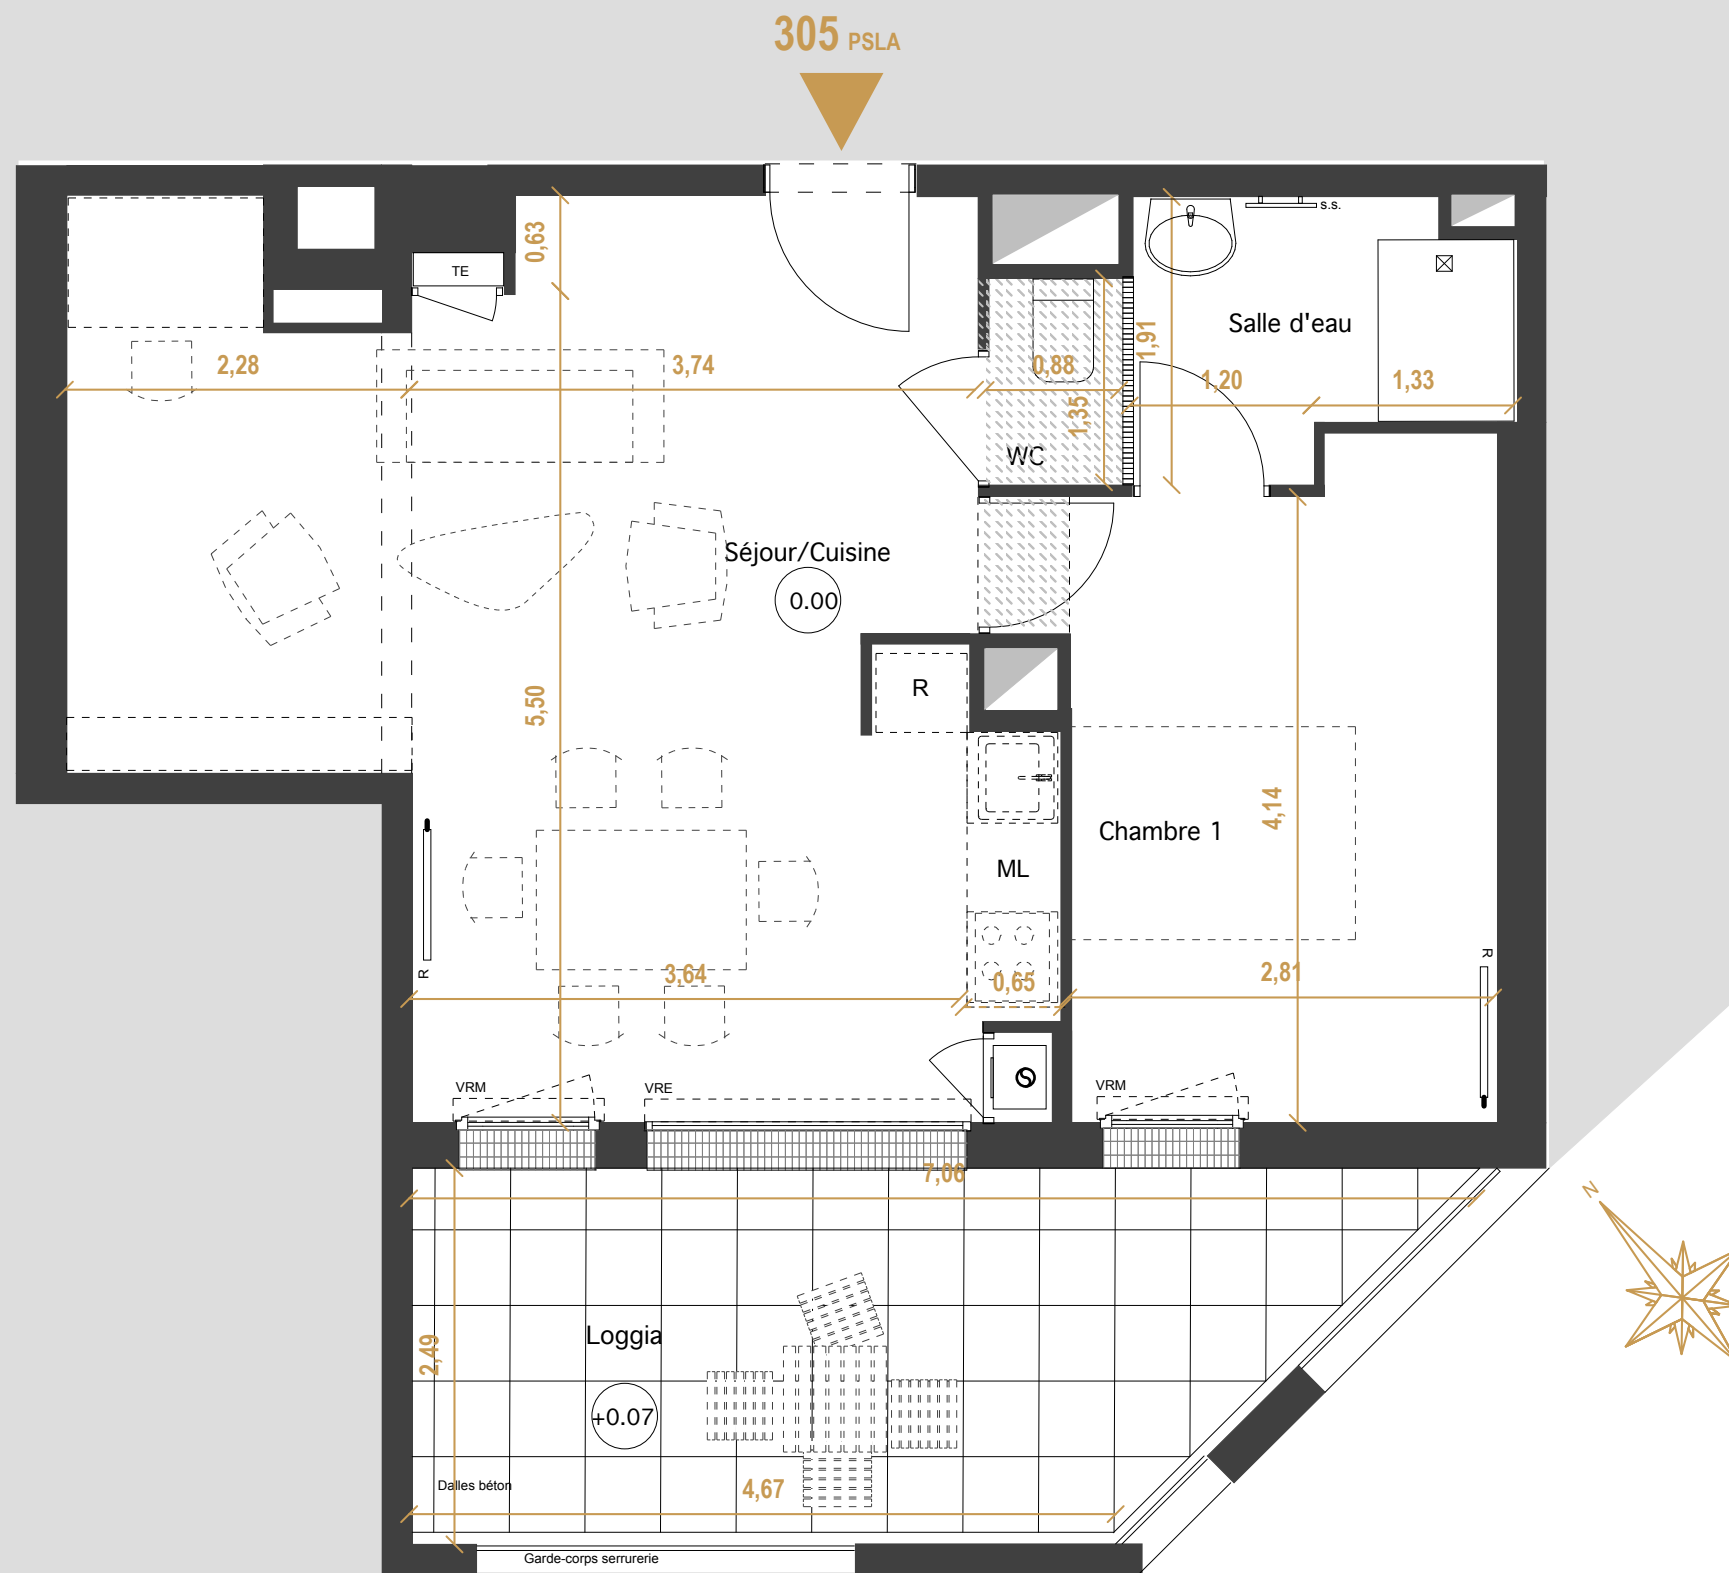 305 PSLA
s.s.
0,63
TE
Salle d'eau
1,91
2,28
3,74
0,88
1,20
1,33
1,35
WC
Séjour/Cuisine
0.00
R
5,50
4,14
Chambre 1
ML
R
3,64
0,65
2,81
R
VRM
VRE
VRM
7,06
N
Loggia
2,49
+0.07
Dalles béton
4,67
Garde-corps serrurerie